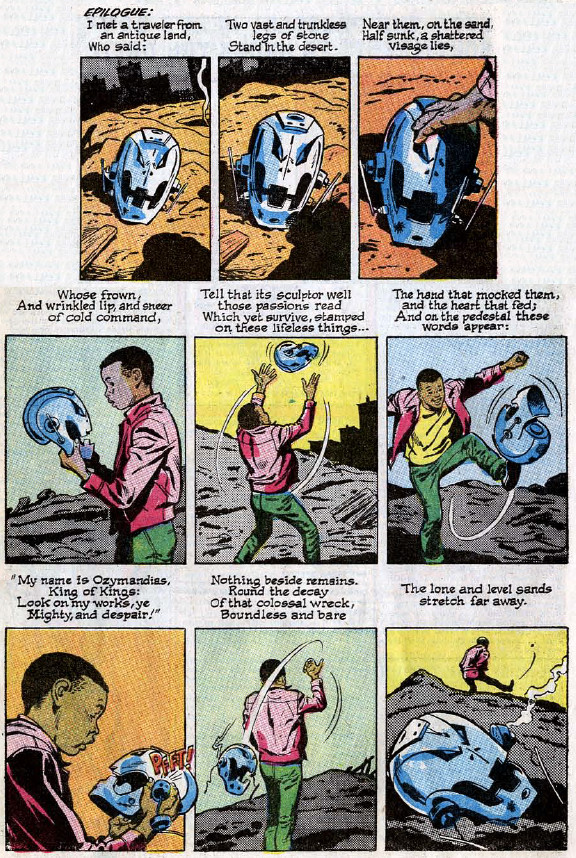 EPILOGUE:
I met a traveler from
an antique land,
Who said:
Two vast and trunkless
legs of stone
Stand in the desert.
Near them, on the sand,
Half sunk, a shattered
visage lies,
Whose frown,
And wrinkled lip, and sneer
of cold command,
Tell that its sculptor well
those passions read
Which yet survive, stamped
on these lifeless things...
The hand that mocked them,
and the heart that fed;
And on the pedestal these
words appear:
"My name is Ozymandias,
King of Kings:
Look on my works, ye
Mighty, and despair!"
PFFT!
Nothing beside remains.
Round the decay
Of that colossal wreck,
Boundless and bare
The lone and level sands
stretch far away.